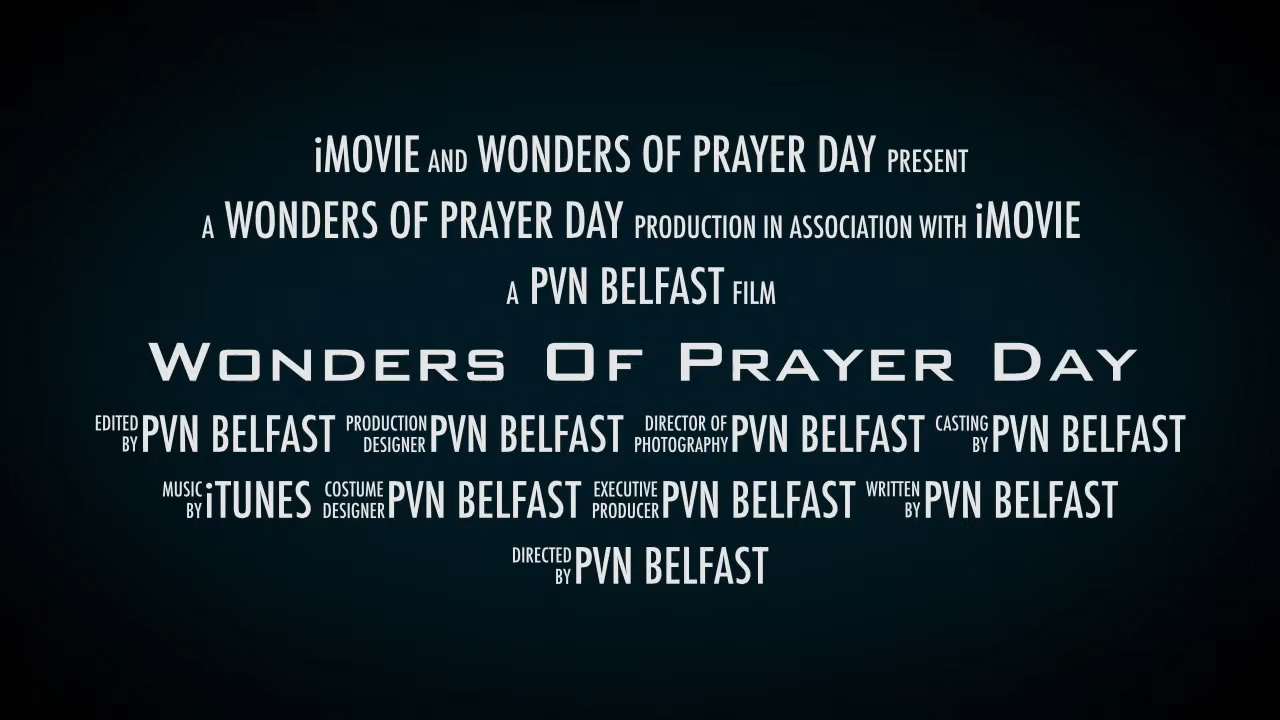 iMOVIE AND WONDERS OF PRAYER DAY PRESENT
A WONDERS OF PRAYER DAY PRODUCTION IN ASSOCIATION WITH iMOVIE
A PVN BELFAST FILM
WONDERS OF PRAYER DAY
EDITED BY PVN BELFAST PRODUCTION DESIGNER PVN BELFAST DIRECTOR OF PHOTOGRAPHY PVN BELFAST CASTING BY PVN BELFAST
MUSIC BY iTUNES COSTUME DESIGNER PVN BELFAST EXECUTIVE PRODUCER PVN BELFAST WRITTEN BY PVN BELFAST
DIRECTED BY PVN BELFAST